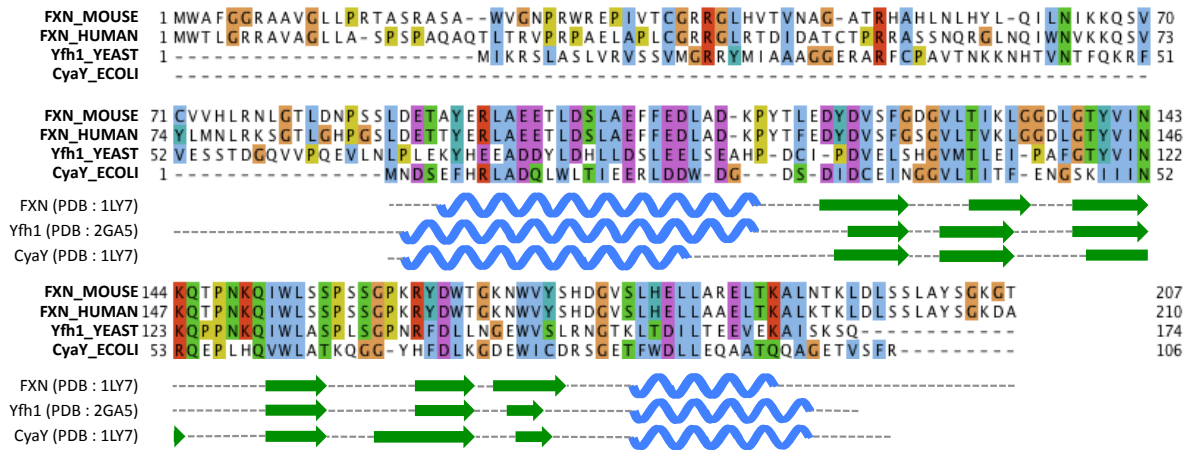 FXN_MOUSE 1 MWAFGGRAAVGLLPRTASRASA--WVGNPRWREPIVTCGRRGLHVTVNAG-ATRHAHLNLHYL-QILNIKKQSV 70
FXN_HUMAN 1 MWTLGRRAVAGLLA-SPSPAQAQTLTRVPRPAELAPLCGRRGLRTDIDATCTPRRASSNQRGLNQIWNVKKQSV 73
Yfh1_YEAST 1 -----------------------MIKRSLASLVRVSSVMGRRYMIAAAGGERARFCPAVTNKKNHTVNTFQKRF 51
CyaY_ECOLI --------------------------------------------------------------------------
FXN_MOUSE 71 CVVHLRNLGTLDNPSSLDETAYERLAEETLDSLAEFFEDLAD-KPYTLEDYDVSFGDGVLTIKLGGDLGTYVIN 143
FXN_HUMAN 74 YLMNLRKSGTLGHPGSLDETTYERLAEETLDSLAEFFEDLAD-KPYTFEDYDVSFGSGVLTVKLGGDLGTYVIN 146
Yfh1_YEAST 52 VESSTDGQVVPQEVLNLPLEKYHEEADDYLDHLLDSLEELSEAHP-DCI-PDVELSHGVMTLEI-PAFGTYVIN 122
CyaY_ECOLI 1 ----------------MNDSEFHRLADQLWLTIEERLDDW-DG---DS-DIDCEINGGVLTITF-ENGSKIIIN 52
FXN (PDB : 1LY7)
Yfh1 (PDB : 2GA5)
CyaY (PDB : 1LY7)
FXN_MOUSE 144 KQTPNKQIWLSSPSSGPKRYDWTGKNWVYSHDGVSLHELLARELTKALNTKLDLSSLAYSGKGT 207
FXN_HUMAN 147 KQTPNKQIWLSSPSSGPKRYDWTGKNWVYSHDGVSLHELLAAELTKALKTKLDLSSLAYSGKDA 210
Yfh1_YEAST 123 KQPPNKQIWLASPLSGPNRFDLLNGEWVSLRNGTKLTDILTEEVEKAISKSQ------------ 174
CyaY_ECOLI 53 RQEPLHQVWLATKQGG-YHFDLKGDEWICDRSGETFWDLLEQAATQQAGETVSFR--------- 106
FXN (PDB : 1LY7)
Yfh1 (PDB : 2GA5)
CyaY (PDB : 1LY7)